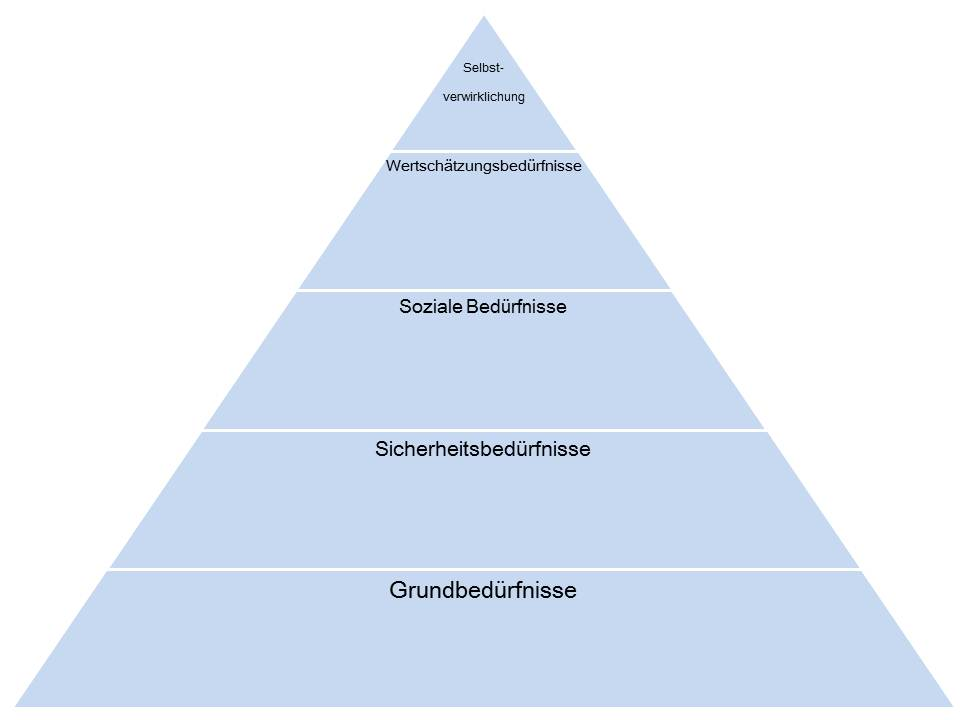 Selbst-
verwirklichung
Wertschätzungsbedürfnisse
Soziale Bedürfnisse
Sicherheitsbedürfnisse
Grundbedürfnisse